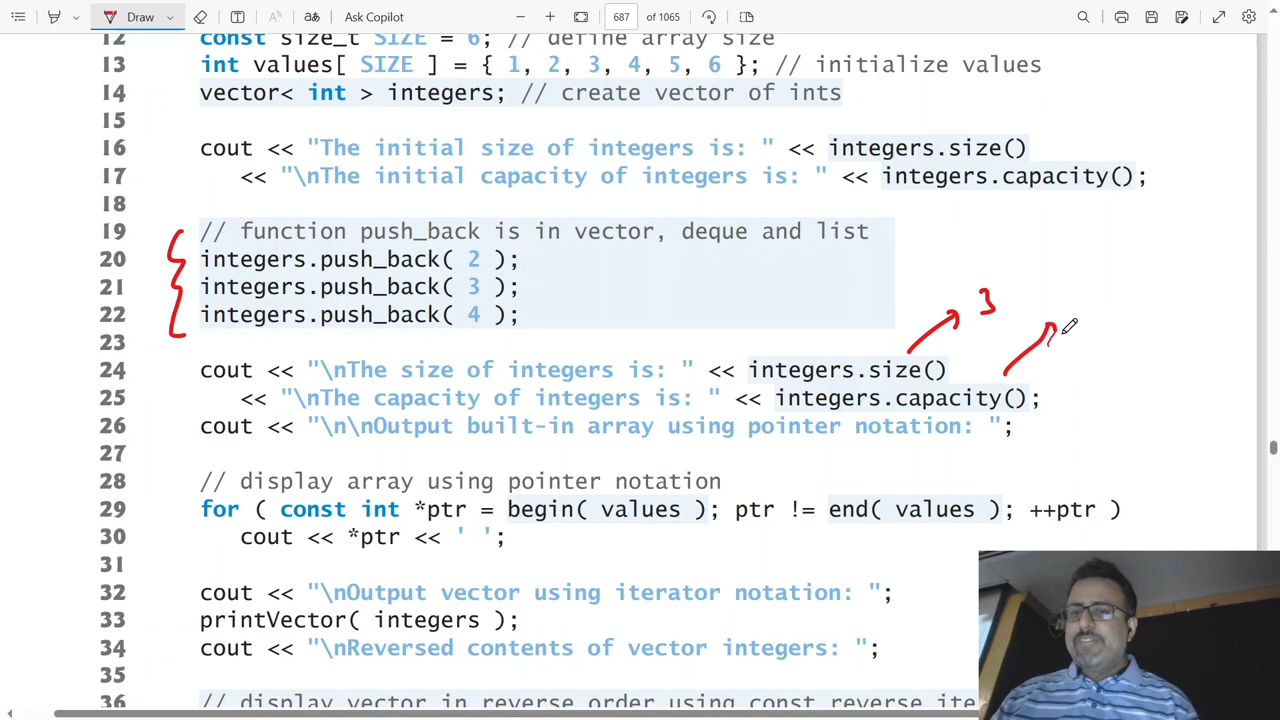 Draw
Ask Copilot
687 of 1065
12 const size_t SIZE = 6; // define array size
13 int values[ SIZE ] = { 1, 2, 3, 4, 5, 6 }; // initialize values
14 vector< int > integers; // create vector of ints
15
16 cout << "The initial size of integers is: " << integers.size()
17 << "\nThe initial capacity of integers is: " << integers.capacity();
18
19 // function push_back is in vector, deque and list
20 integers.push_back( 2 );
21 integers.push_back( 3 );
22 integers.push_back( 4 );
3
23
24 cout << "\nThe size of integers is: " << integers.size()
25 << "\nThe capacity of integers is: " << integers.capacity();
26 cout << "\n\nOutput built-in array using pointer notation: ";
27
28 // display array using pointer notation
29 for ( const int *ptr = begin( values ); ptr != end( values ); ++ptr )
30 cout << *ptr << ' ';
31
32 cout << "\nOutput vector using iterator notation: ";
33 printVector( integers );
34 cout << "\nReversed contents of vector integers: ";
35
36 // display vector in reverse order using const_reverse_ite